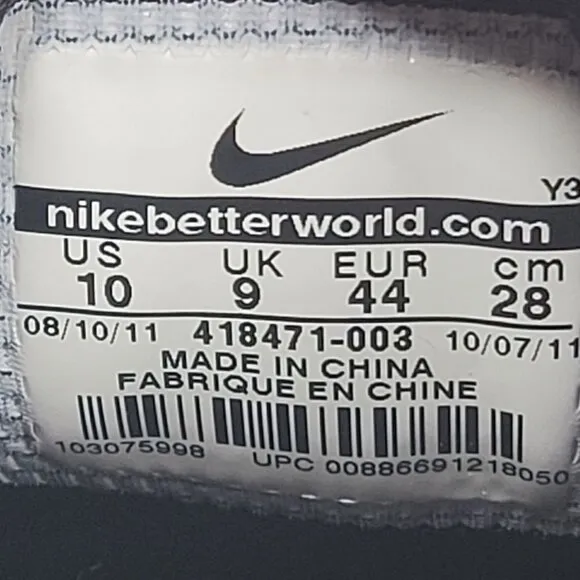 Y3
nikebetterworld.com
US UK EUR cm
10 9 44 28
08/10/11 418471-003 10/07/11
MADE IN CHINA
FABRIQUE EN CHINE
103075998 UPC 00886691218050